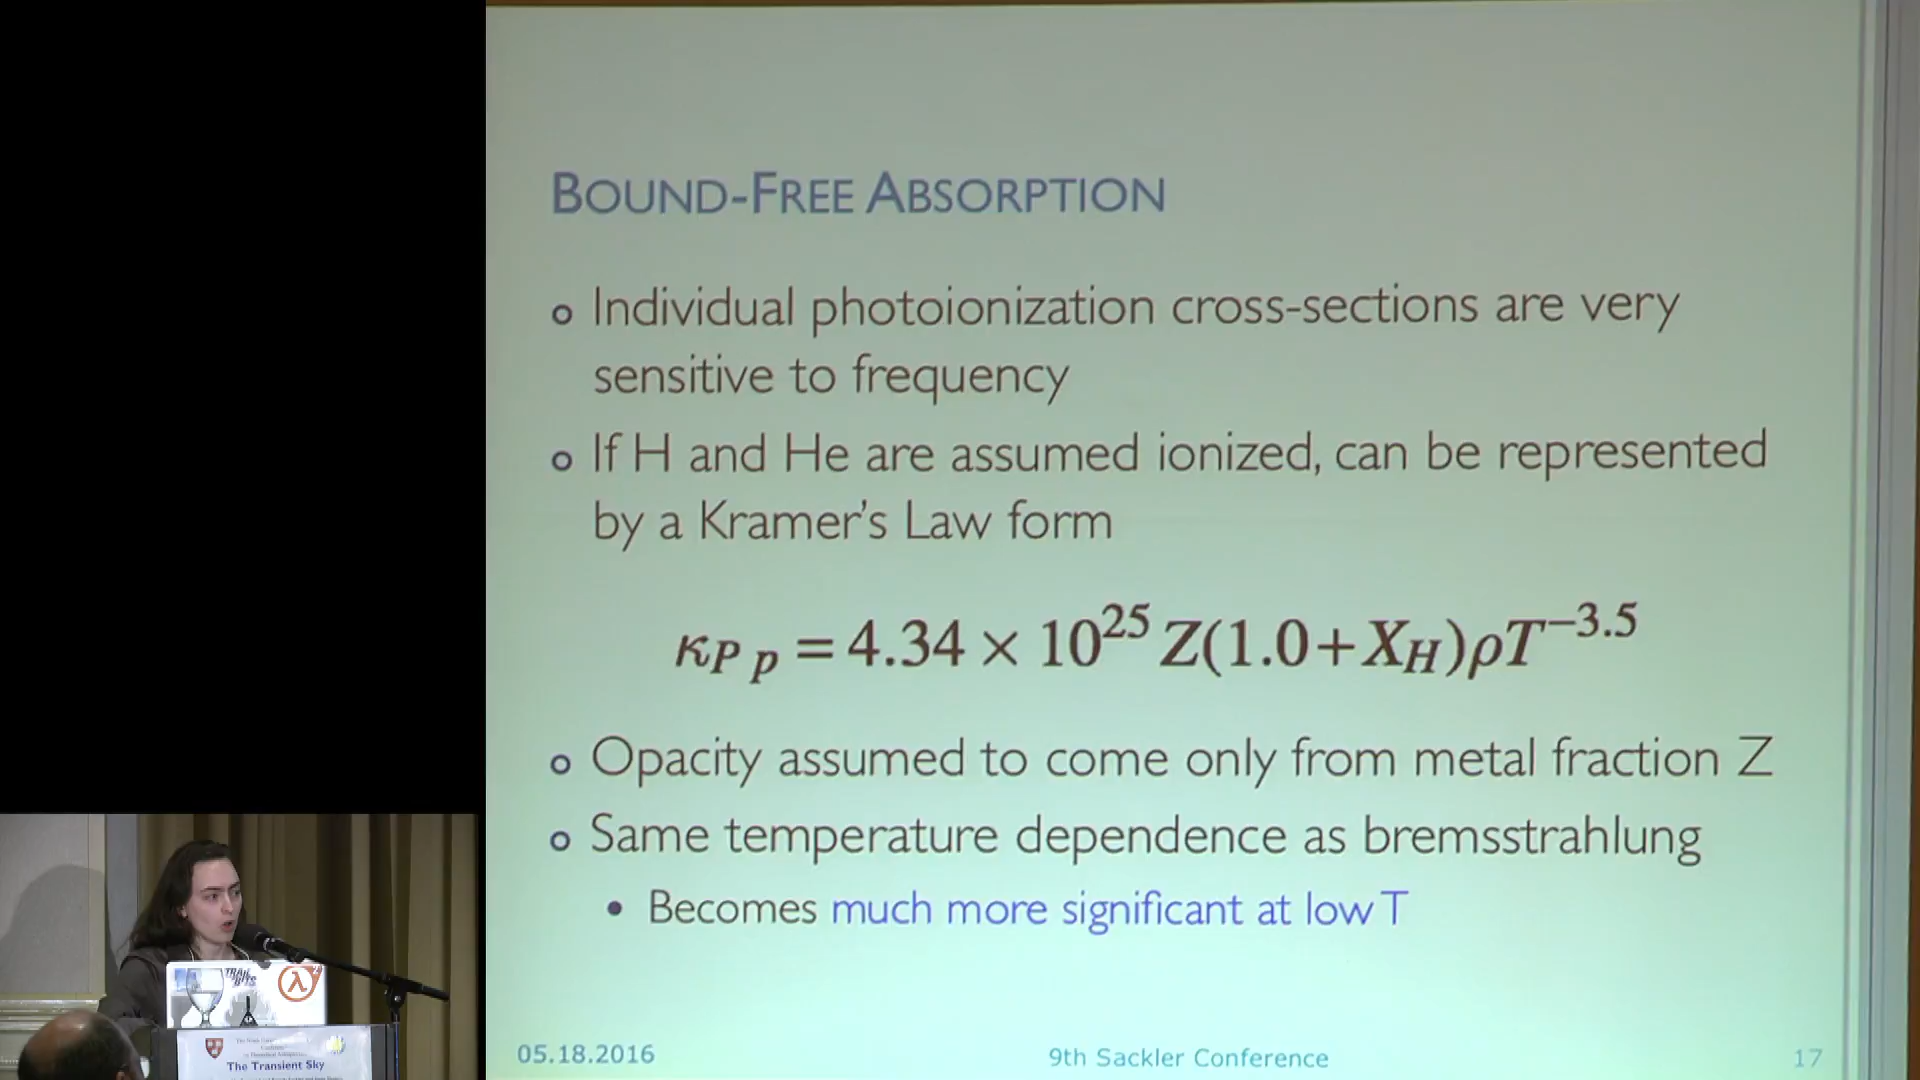 BOUND-FREE ABSORPTION
Individual photoionization cross-sections are very
sensitive to frequency
If H and He are assumed ionized, can be represented
by a Kramer's Law form
κP p = 4.34 × 10^25 Z(1.0+X_H)ρT^−3.5
Opacity assumed to come only from metal fraction Z
Same temperature dependence as bremsstrahlung
Becomes much more significant at low T
05.18.2016
9th Sackler Conference
17
λ
2
The Transient Sky